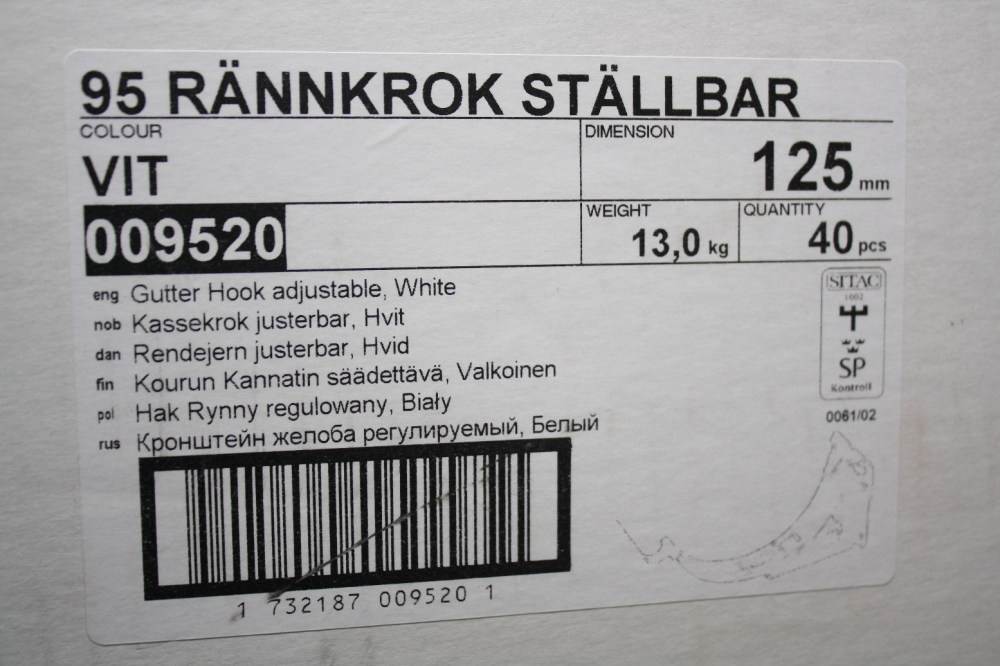 95 RÄNNKROK STÄLLBAR
COLOUR
VIT
DIMENSION
125 mm
009520
WEIGHT
13,0 kg
QUANTITY
40 pcs
eng Gutter Hook adjustable, White
nob Kassekrok justerbar, Hvit
dan Rendejern justerbar, Hvid
fin Kourun Kannatin säädettävä, Valkoinen
pol Hak Rynny regulowany, Biały
rus Кронштейн желоба регулируемый, Белый
SITAC
1002
SP
Kontroll
0061/02
1 732187 009520 1